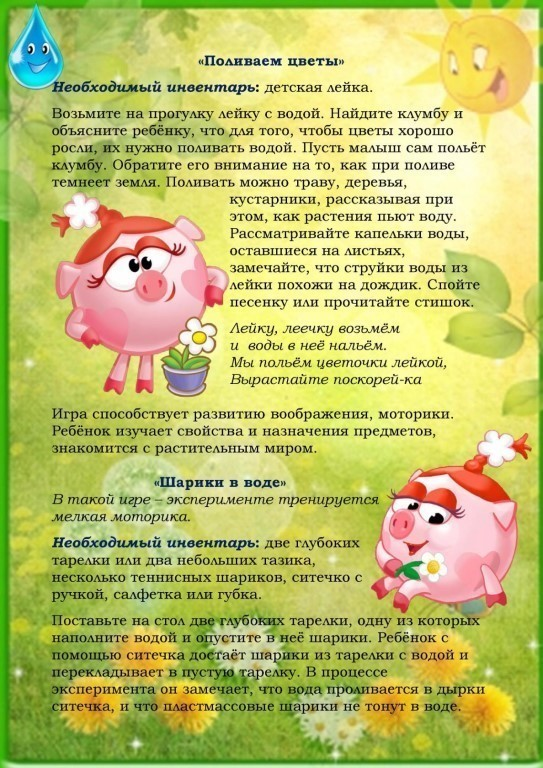 «Поливаем цветы»
Необходимый инвентарь: детская лейка.
Возьмите на прогулку лейку с водой. Найдите клумбу и
объясните ребёнку, что для того, чтобы цветы хорошо
росли, их нужно поливать водой. Пусть малыш сам польёт
клумбу. Обратите его внимание на то, как при поливе
темнеет земля. Поливать можно траву, деревья,
кустарники, рассказывая при
этом, как растения пьют воду.
Рассматривайте капельки воды,
оставшиеся на листьях,
замечайте, что струйки воды из
лейки похожи на дождик. Спойте
песенку или прочитайте стишок.
Лейку, леечку возьмём
и воды в неё нальём.
Мы польём цветочки лейкой,
Вырастайте поскорей-ка
Игра способствует развитию воображения, моторики.
Ребёнок изучает свойства и назначения предметов,
знакомится с растительным миром.
«Шарики в воде»
В такой игре – эксперименте тренируется
мелкая моторика.
Необходимый инвентарь: две глубоких
тарелки или два небольших тазика,
несколько теннисных шариков, ситечко с
ручкой, салфетка или губка.
Поставьте на стол две глубоких тарелки, одну из которых
наполните водой и опустите в неё шарики. Ребёнок с
помощью ситечка достаёт шарики из тарелки с водой и
перекладывает в пустую тарелку. В процессе
эксперимента он замечает, что вода проливается в дырки
ситечка, и что пластмассовые шарики не тонут в воде.